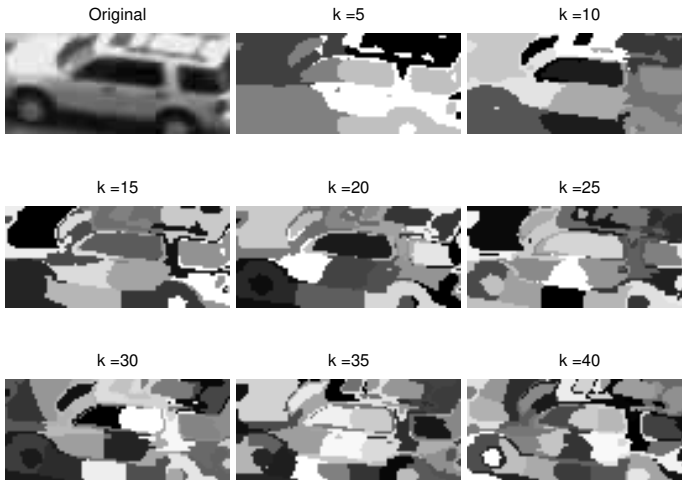 Original
k =5
k =10
k =15
k =20
k =25
k =30
k =35
k =40